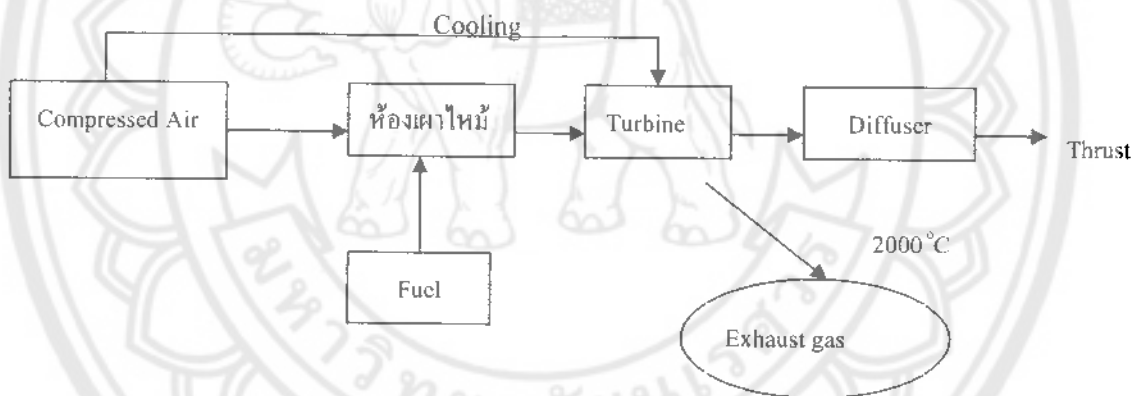 Cooling
Compressed Air
ห้องเผาไหม้
Turbine
Diffuser
Thrust
2000 °C
Fuel
Exhaust gas